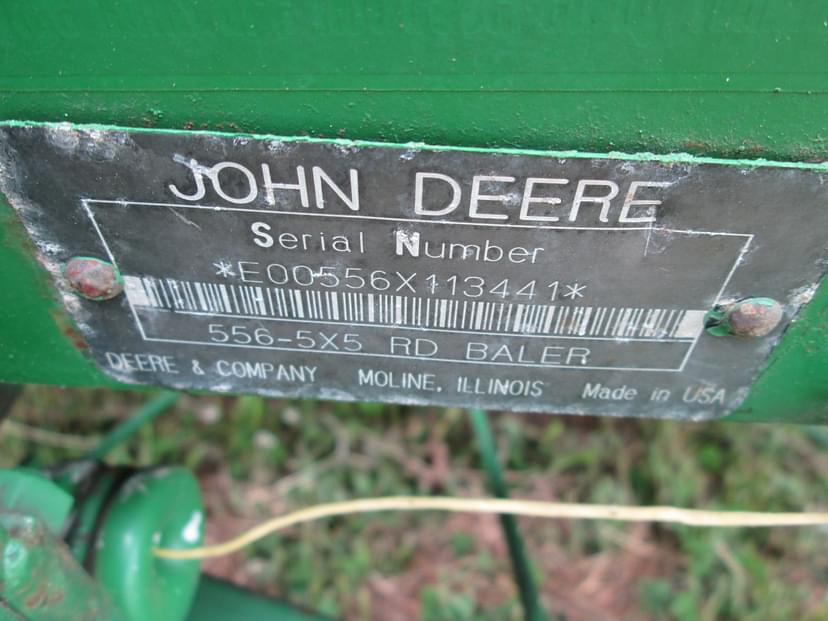 JOHN DEERE
Serial Number
*E00556X113441*
556-5X5 RD BALER
DEERE & COMPANY MOLINE, ILLINOIS Made in USA